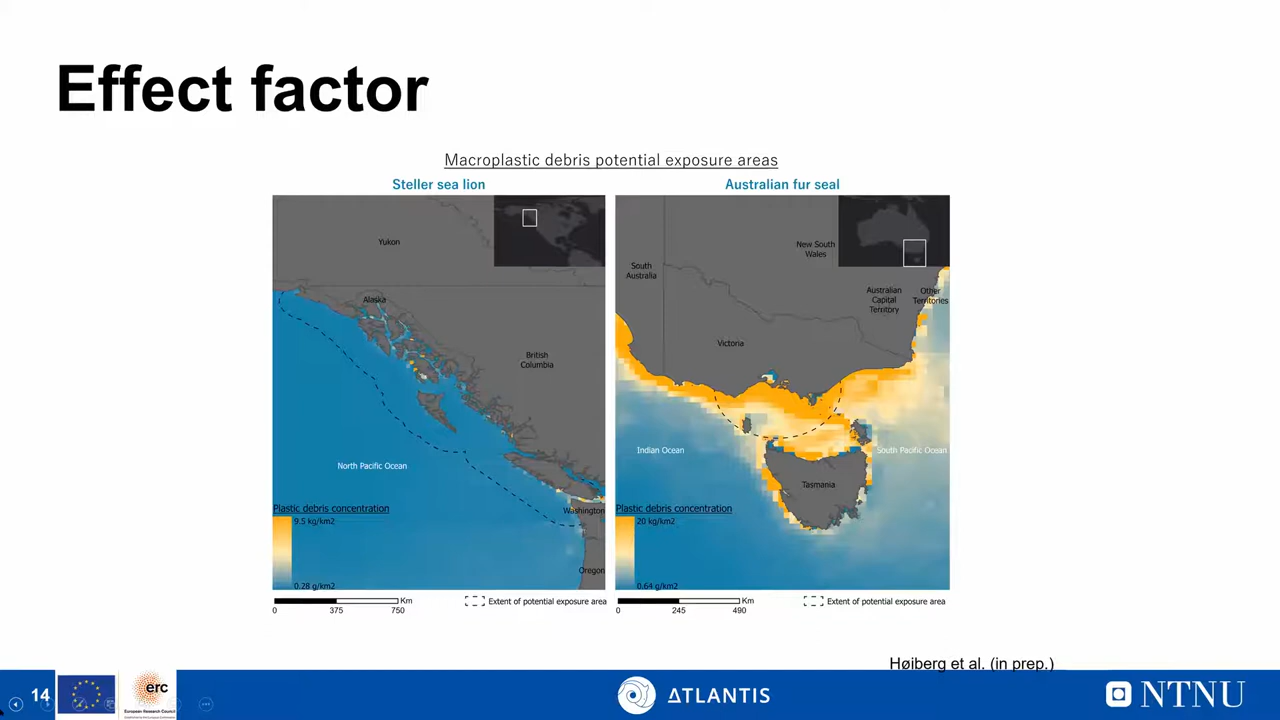 Effect factor
Macroplastic debris potential exposure areas
Steller sea lion
Yukon
Alaska
British
Columbia
North Pacific Ocean
Washington
Oregon
Plastic debris concentration
9.5 kg/km2
0.28 g/km2
Km
0 375 750
Extent of potential exposure area
Australian fur seal
New South
Wales
South
Australia
Australian
Capital
Territory
Other
Territories
Victoria
Indian Ocean
South Pacific Ocean
Tasmania
Plastic debris concentration
20 kg/km2
0.64 g/km2
Km
0 245 490
Extent of potential exposure area
Høiberg et al. (in prep.)
14
erc
European Research Council
ΔTLANTIS
NTNU